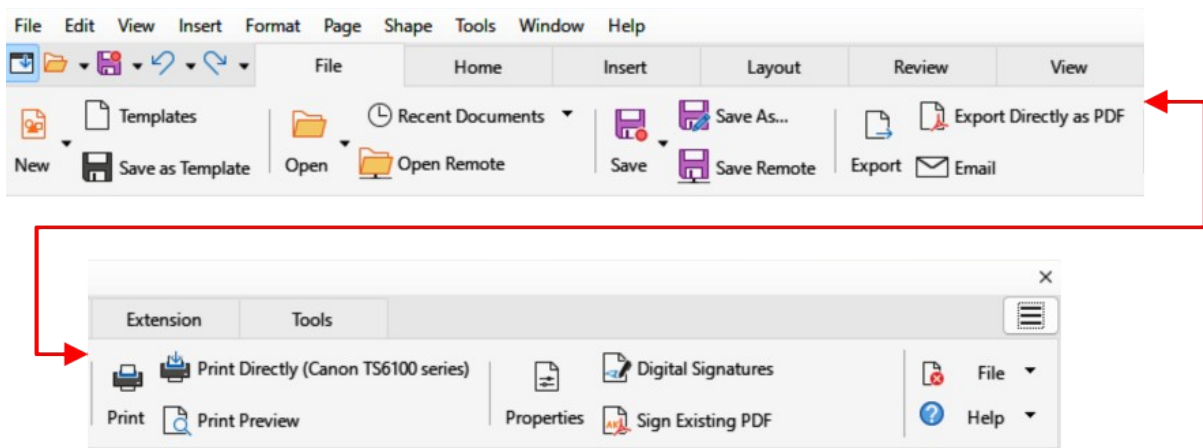 File Edit View Insert Format Page Shape Tools Window Help
File Home Insert Layout Review View
Templates Recent Documents Save As... Export Directly as PDF
New Save as Template Open Open Remote Save Save Remote Export Email
Extension Tools
Print Directly (Canon TS6100 series) Digital Signatures File
Print Print Preview Properties Sign Existing PDF Help